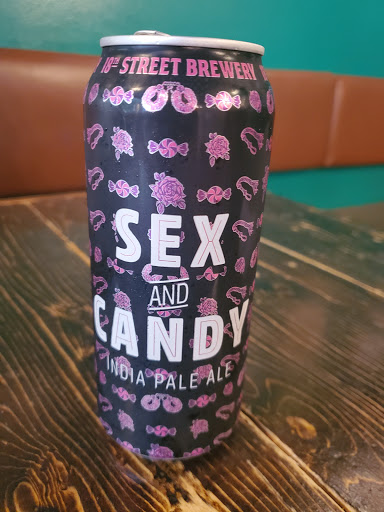 18th STREET BREWERY
SEX
AND
CANDY
INDIA PALE ALE